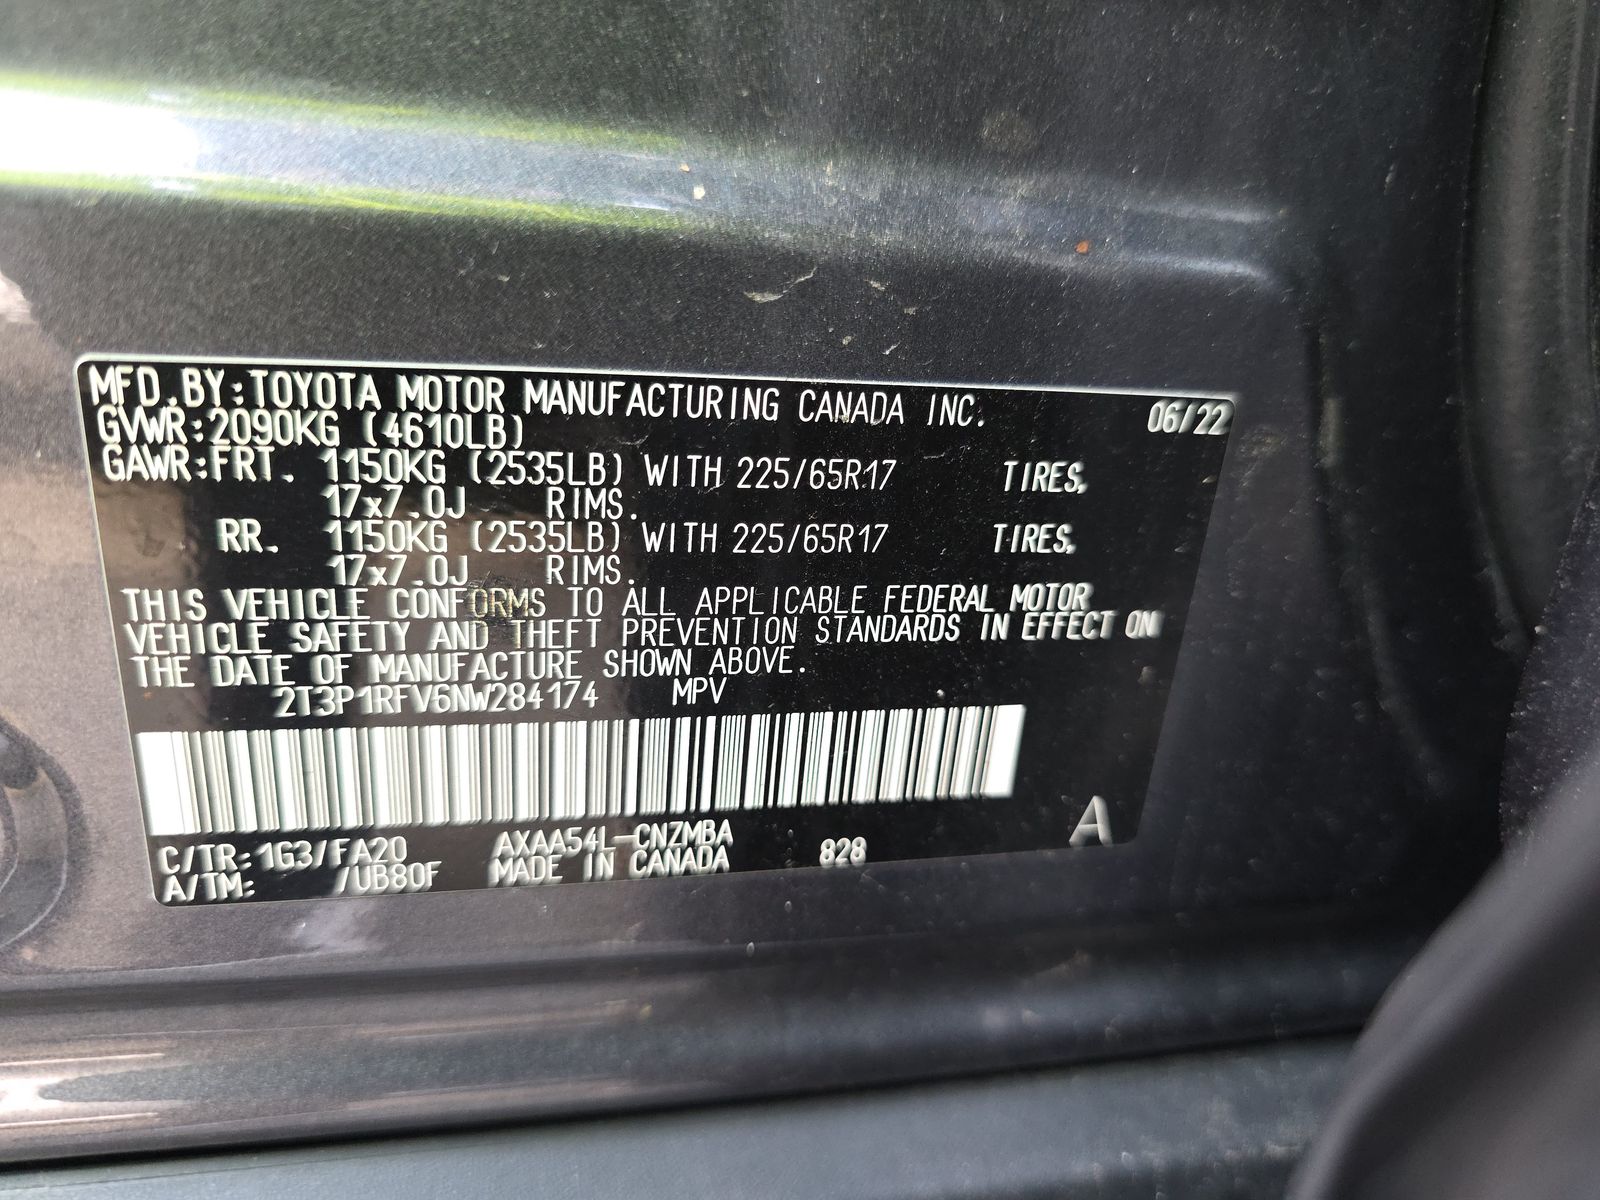 MFD.BY:TOYOTA MOTOR MANUFACTURING CANADA INC. 06/22
GVWR:2090KG (4610LB)
GAWR:FRT. 1150KG (2535LB) WITH 225/65R17 TIRES,
17x7.0J RIMS.
RR. 1150KG (2535LB) WITH 225/65R17 TIRES,
17x7.0J RIMS.
THIS VEHICLE CONFORMS TO ALL APPLICABLE FEDERAL MOTOR
VEHICLE SAFETY AND THEFT PREVENTION STANDARDS IN EFFECT ON
THE DATE OF MANUFACTURE SHOWN ABOVE.
2T3P1RFV6NW284174 MPV
C/TR:1G3/FA20 AXAA54L-CNZMBA 828 A
A/TM: /UB80F MADE IN CANADA